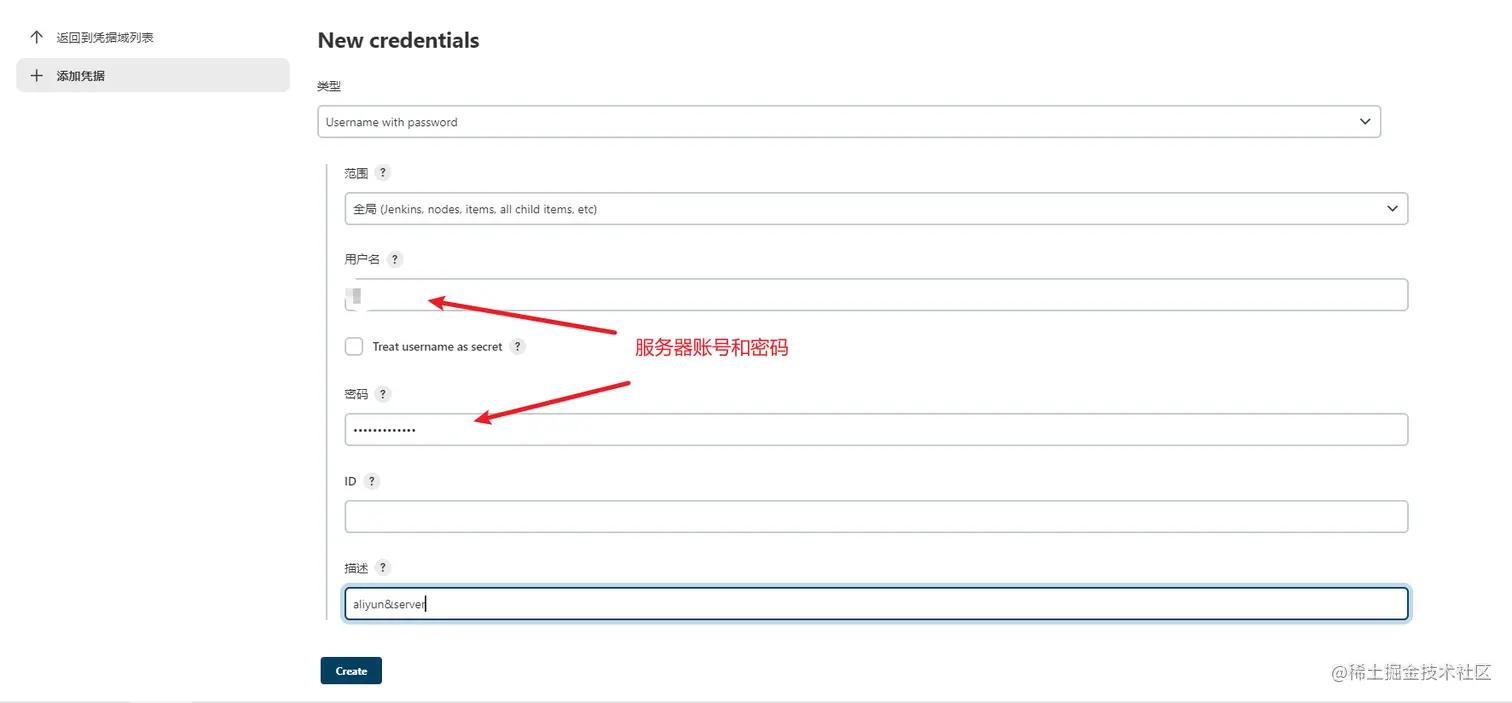 返回到凭据域列表
添加凭据
New credentials
类型
Username with password
范围 ?
全局 (Jenkins, nodes, items, all child items, etc)
用户名 ?
Treat username as secret ?
服务器账号和密码
密码 ?
•••••••••••••
ID ?
描述 ?
aliyun&server
Create
@稀土掘金技术社区